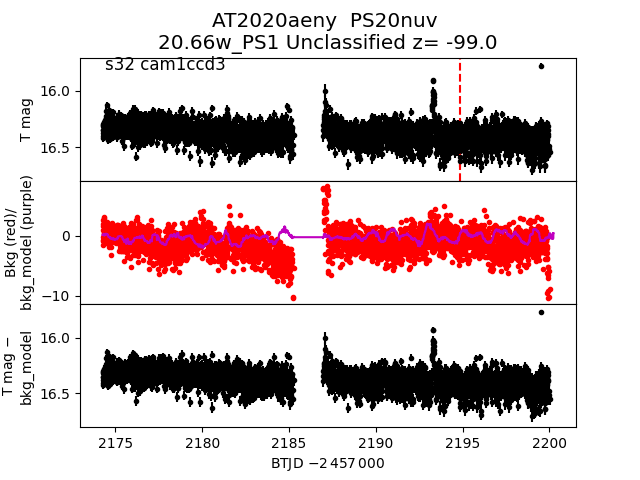 AT2020aeny  PS20nuv
20.66w_PS1 Unclassified z= -99.0
s32 cam1ccd3
T mag
16.0
16.5
Bkg (red)/
bkg_model (purple)
0
−10
T mag −
bkg_model
16.0
16.5
2175 2180 2185 2190 2195 2200
BTJD −2 457 000